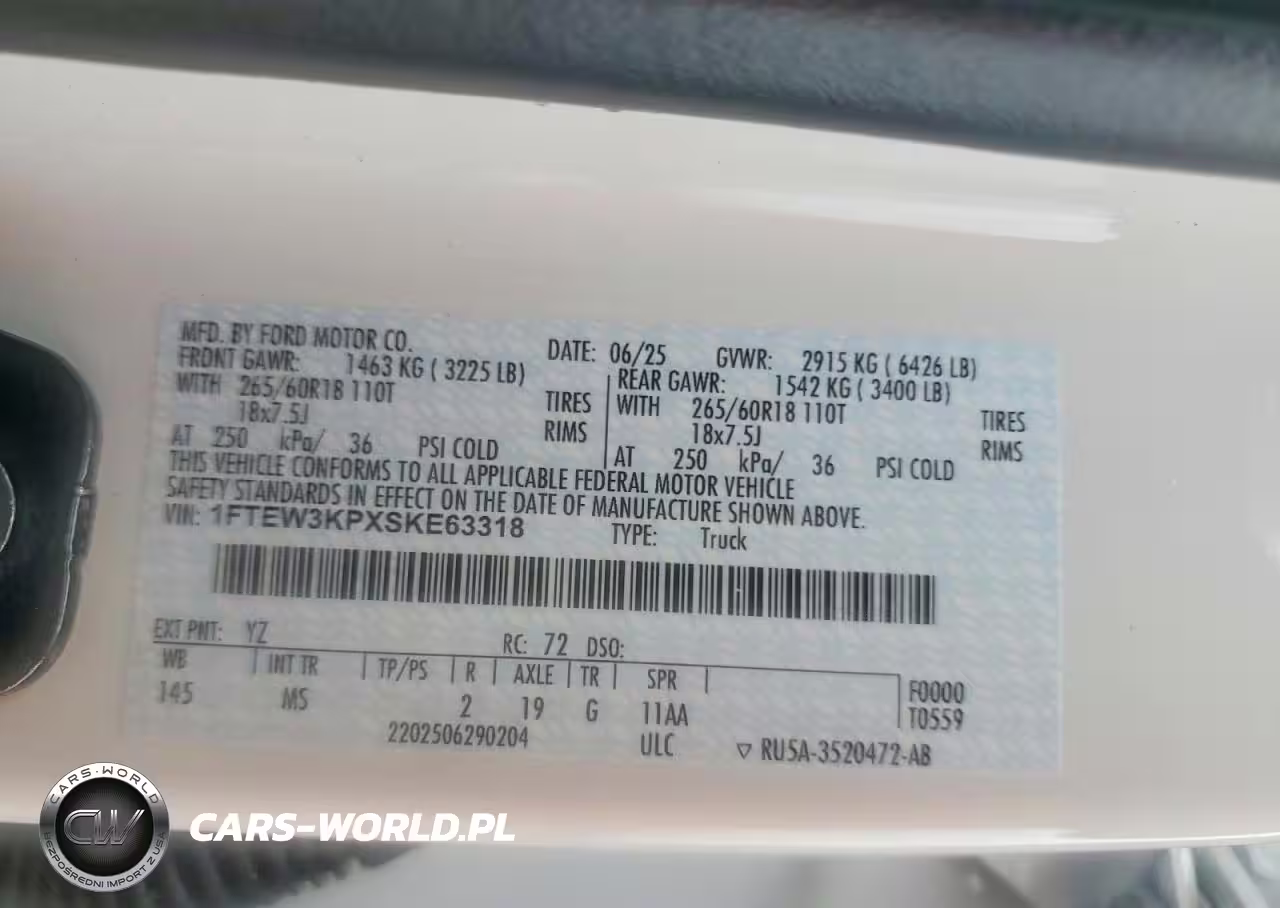 MFD. BY FORD MOTOR CO.
DATE: 06/25 GVWR: 2915 KG ( 6426 LB)
FRONT GAWR: 1463 KG ( 3225 LB)
WITH 265/60R18 110T TIRES
18x7.5J RIMS
AT 250 kPa/ 36 PSI COLD
REAR GAWR: 1542 KG ( 3400 LB)
WITH 265/60R18 110T TIRES
18x7.5J RIMS
AT 250 kPa/ 36 PSI COLD
THIS VEHICLE CONFORMS TO ALL APPLICABLE FEDERAL MOTOR VEHICLE
SAFETY STANDARDS IN EFFECT ON THE DATE OF MANUFACTURE SHOWN ABOVE.
VIN: 1FTEW3KPXSKE63318 TYPE: Truck
EXT PNT: YZ RC: 72 DSO:
WB INT TR TP/PS R AXLE TR SPR F0000
145 MS 2 19 G 11AA T0559
2202506290204 ULC ▽ RU5A-3520472-AB
CARS-WORLD
CW
BEZPOŚREDNI IMPORT Z USA
CARS-WORLD.PL